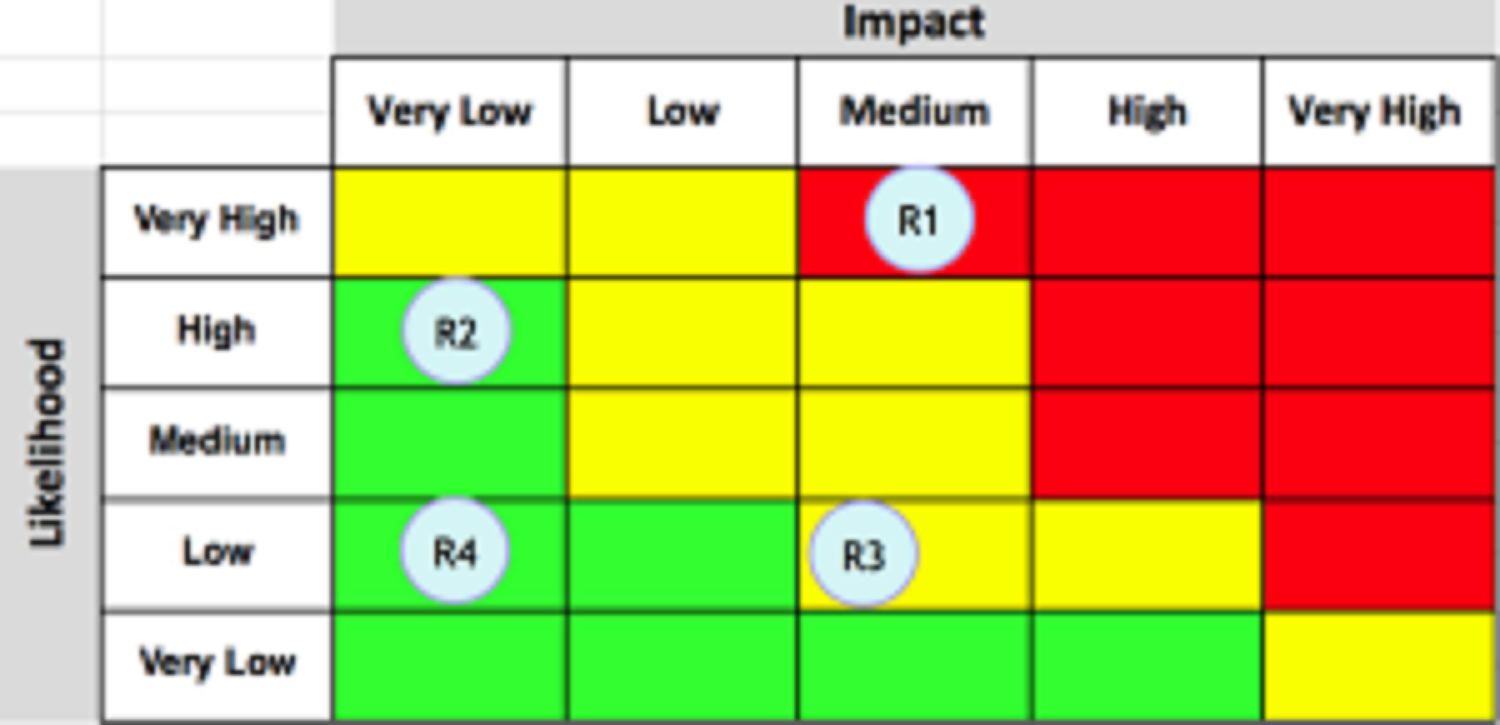 Impact
Very Low Low Medium High Very High
Very High R1
High R2
Medium
Low R4 R3
Very Low
Likelihood